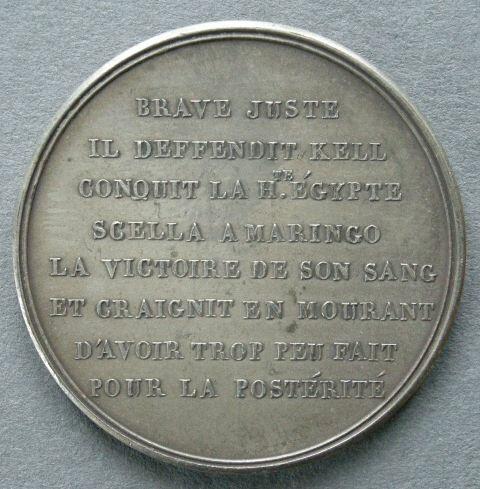 BRAVE JUSTE
IL DEFFENDIT KELL
CONQUIT LA HTE. ÉGYPTE
SCELLA A MARINGO
LA VICTOIRE DE SON SANG
ET CRAIGNIT EN MOURANT
D'AVOIR TROP PEU FAIT
POUR LA POSTÉRITÉ